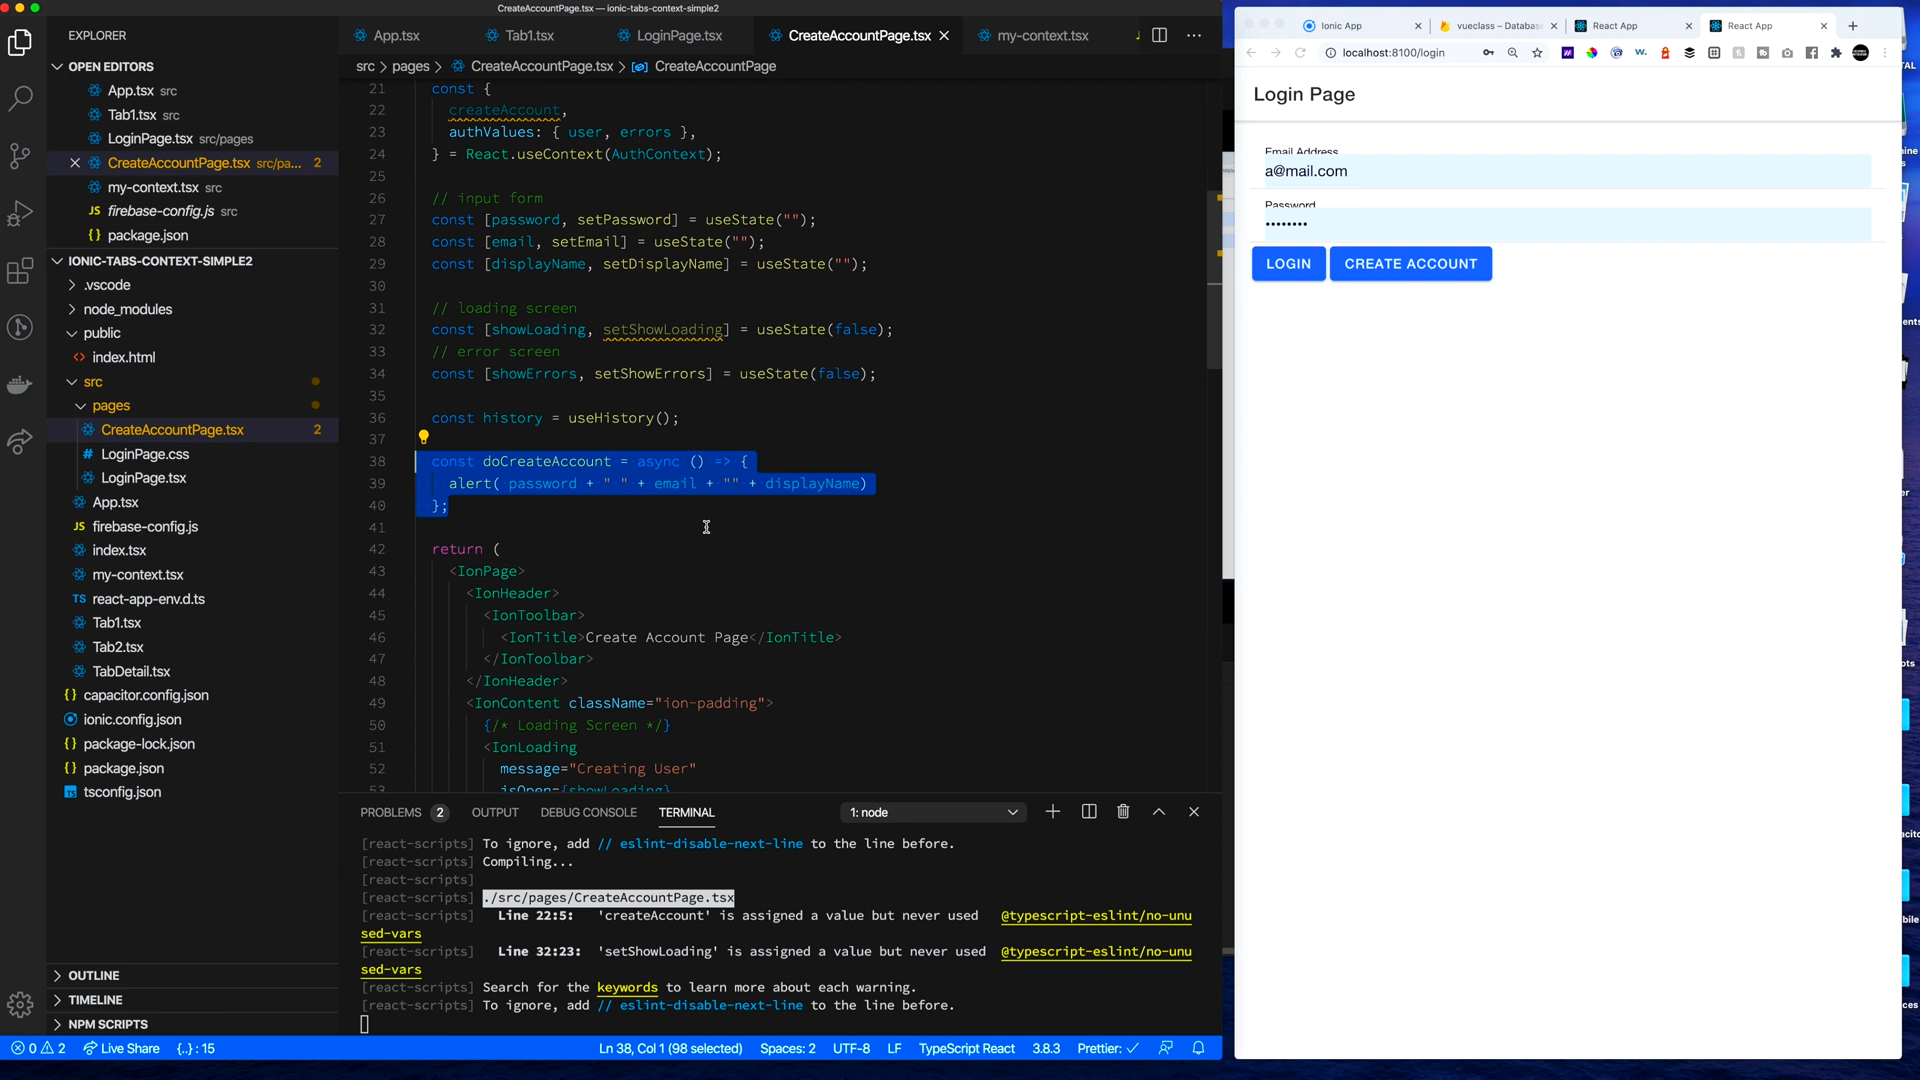 CreateAccountPage.tsx — ionic-tabs-context-simple2
EXPLORER
OPEN EDITORS
App.tsx src
Tab1.tsx src
LoginPage.tsx src/pages
CreateAccountPage.tsx src/pa... 2
my-context.tsx src
JS firebase-config.js src
{} package.json
IONIC-TABS-CONTEXT-SIMPLE2
.vscode
node_modules
public
<> index.html
src
pages
CreateAccountPage.tsx 2
# LoginPage.css
LoginPage.tsx
App.tsx
JS firebase-config.js
index.tsx
my-context.tsx
TS react-app-env.d.ts
Tab1.tsx
Tab2.tsx
TabDetail.tsx
{} capacitor.config.json
ionic.config.json
{} package-lock.json
{} package.json
tsconfig.json
OUTLINE
TIMELINE
NPM SCRIPTS
App.tsx Tab1.tsx LoginPage.tsx CreateAccountPage.tsx my-context.tsx
src > pages > CreateAccountPage.tsx > CreateAccountPage
21 const {
22 createAccount,
23 authValues: { user, errors },
24 } = React.useContext(AuthContext);
25
26 // input form
27 const [password, setPassword] = useState("");
28 const [email, setEmail] = useState("");
29 const [displayName, setDisplayName] = useState("");
30
31 // loading screen
32 const [showLoading, setShowLoading] = useState(false);
33 // error screen
34 const [showErrors, setShowErrors] = useState(false);
35
36 const history = useHistory();
37
38 const doCreateAccount = async () => {
39 alert( password + " " + email + "" + displayName)
40 };
41
42 return (
43 <IonPage>
44 <IonHeader>
45 <IonToolbar>
46 <IonTitle>Create Account Page</IonTitle>
47 </IonToolbar>
48 </IonHeader>
49 <IonContent className="ion-padding">
50 {/* Loading Screen */}
51 <IonLoading
52 message="Creating User"
53 isOpen={showLoading}
PROBLEMS 2 OUTPUT DEBUG CONSOLE TERMINAL 1: node
[react-scripts] To ignore, add // eslint-disable-next-line to the line before.
[react-scripts] Compiling...
[react-scripts]
[react-scripts] ./src/pages/CreateAccountPage.tsx
[react-scripts] Line 22:5: 'createAccount' is assigned a value but never used @typescript-eslint/no-unu
sed-vars
[react-scripts] Line 32:23: 'setShowLoading' is assigned a value but never used @typescript-eslint/no-unu
sed-vars
[react-scripts] Search for the keywords to learn more about each warning.
[react-scripts] To ignore, add // eslint-disable-next-line to the line before.
0 2 Live Share {..} : 15 Ln 38, Col 1 (98 selected) Spaces: 2 UTF-8 LF TypeScript React 3.8.3 Prettier: ✓
Ionic App vueclass – Databas React App React App
localhost:8100/login
Login Page
Email Address
a@mail.com
Password
••••••••
LOGIN CREATE ACCOUNT